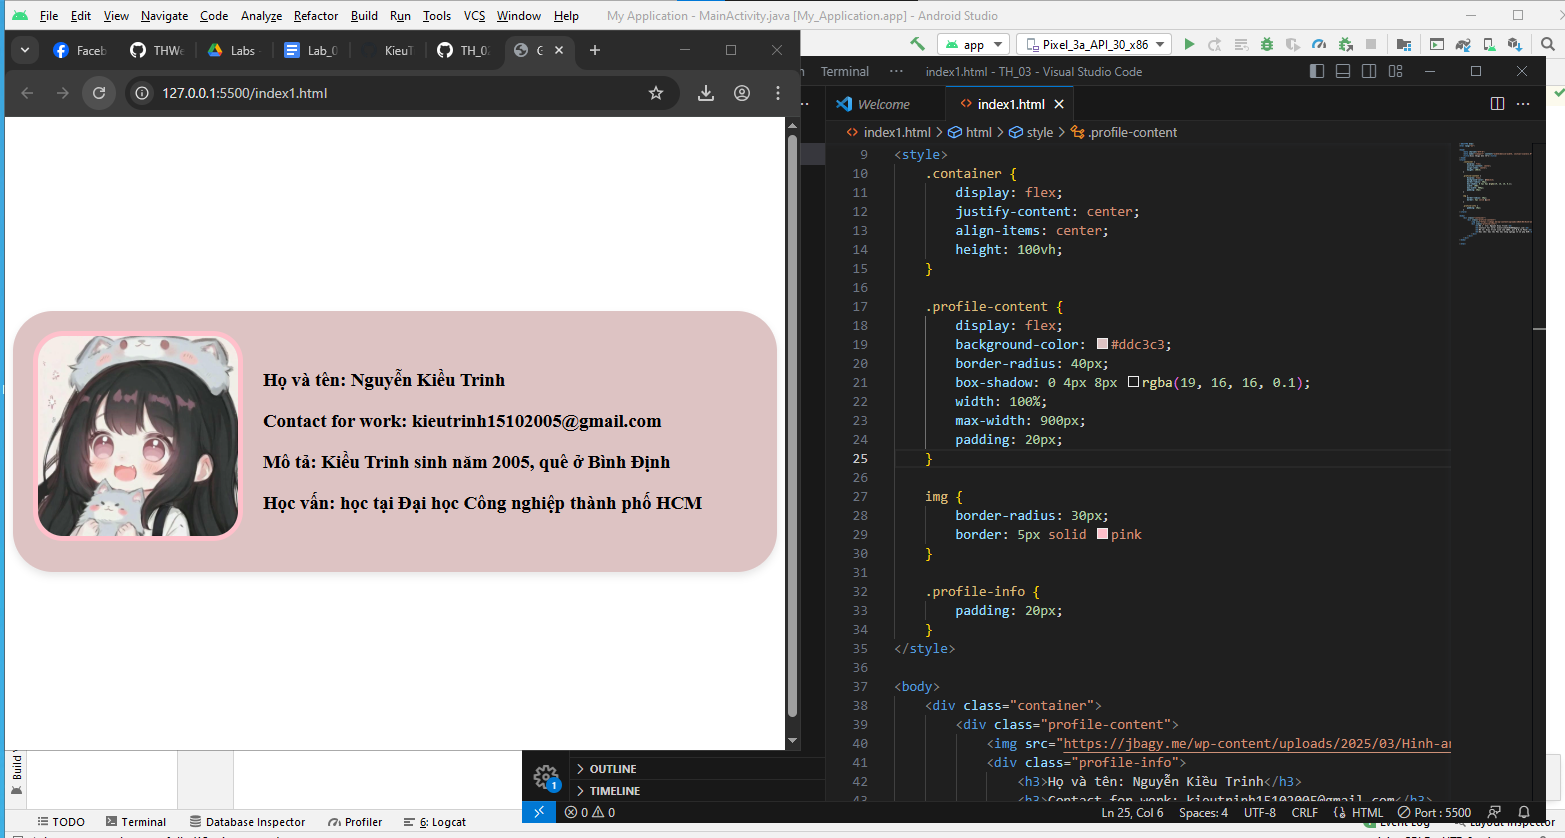 File Edit View Navigate Code Analyze Refactor Build Run Tools VCS Window Help My Application - MainActivity.java [My_Application.app] - Android Studio
Faceb THWe Labs Lab_0 KieuT TH_0 G
app Pixel_3a_API_30_x86
127.0.0.1:5500/index1.html
Họ và tên: Nguyễn Kiều Trinh
Contact for work: kieutrinh15102005@gmail.com
Mô tả: Kiều Trinh sinh năm 2005, quê ở Bình Định
Học vấn: học tại Đại học Công nghiệp thành phố HCM
Terminal ··· index1.html - TH_03 - Visual Studio Code
Welcome index1.html
index1.html > html > style > .profile-content
9 <style>
10 .container {
11 display: flex;
12 justify-content: center;
13 align-items: center;
14 height: 100vh;
15 }
16
17 .profile-content {
18 display: flex;
19 background-color: #ddc3c3;
20 border-radius: 40px;
21 box-shadow: 0 4px 8px rgba(19, 16, 16, 0.1);
22 width: 100%;
23 max-width: 900px;
24 padding: 20px;
25 }
26
27 img {
28 border-radius: 30px;
29 border: 5px solid pink
30 }
31
32 .profile-info {
33 padding: 20px;
34 }
35 </style>
36
37 <body>
38 <div class="container">
39 <div class="profile-content">
40 <img src="https://jbagy.me/wp-content/uploads/2025/03/Hinh-an
41 <div class="profile-info">
42 <h3>Họ và tên: Nguyễn Kiều Trinh</h3>
43 <h3>Contact for work: kieutrinh15102005@gmail.com</h3>
OUTLINE
TIMELINE
1
0 0 Ln 25, Col 6 Spaces: 4 UTF-8 CRLF HTML Port : 5500
Build
TODO Terminal Database Inspector Profiler 6: Logcat Event Log Layout Inspector